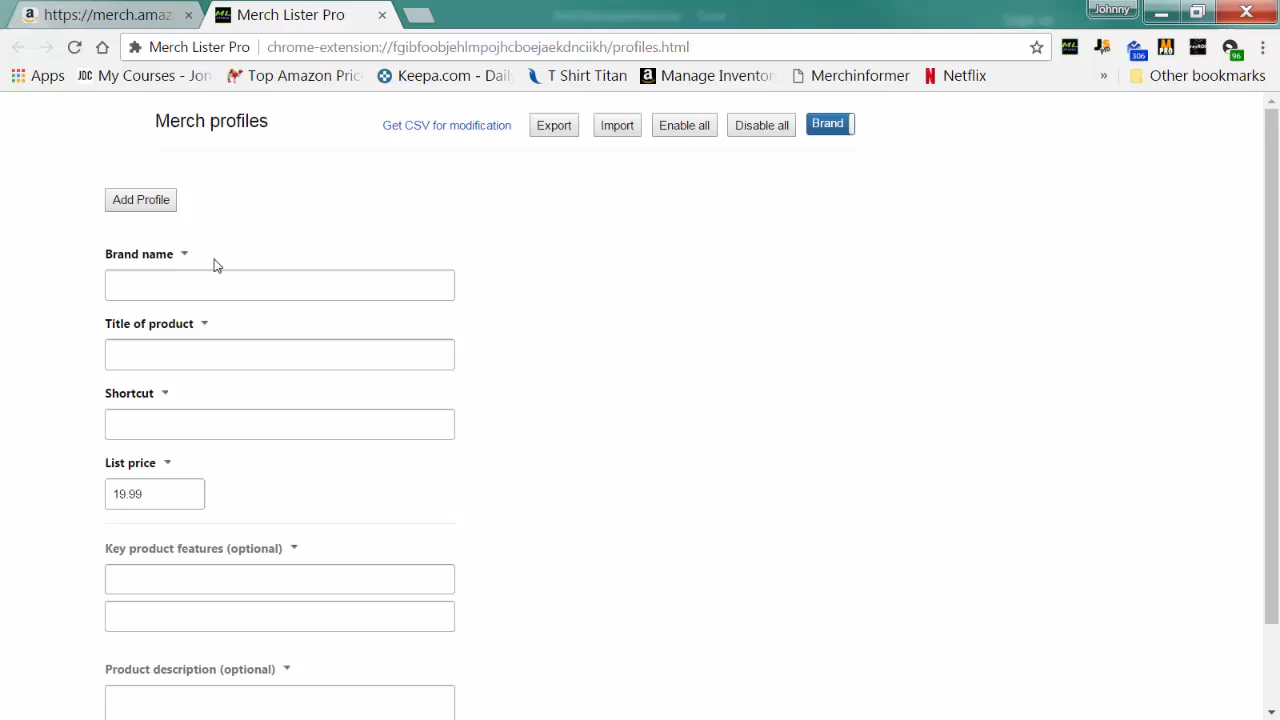 https://merch.amaz
Merch Lister Pro
Johnny
Merch Lister Pro chrome-extension://fgibfoobjehlmpojhcboejaekdnciikh/profiles.html
306
96
Apps My Courses - Top Amazon Pric Keepa.com - Daily T Shirt Titan Manage Inventor Merchinformer Netflix » Other bookmarks
Merch profiles Get CSV for modification Export Import Enable all Disable all Brand
Add Profile
Brand name
Title of product
Shortcut
List price
19.99
Key product features (optional)
Product description (optional)